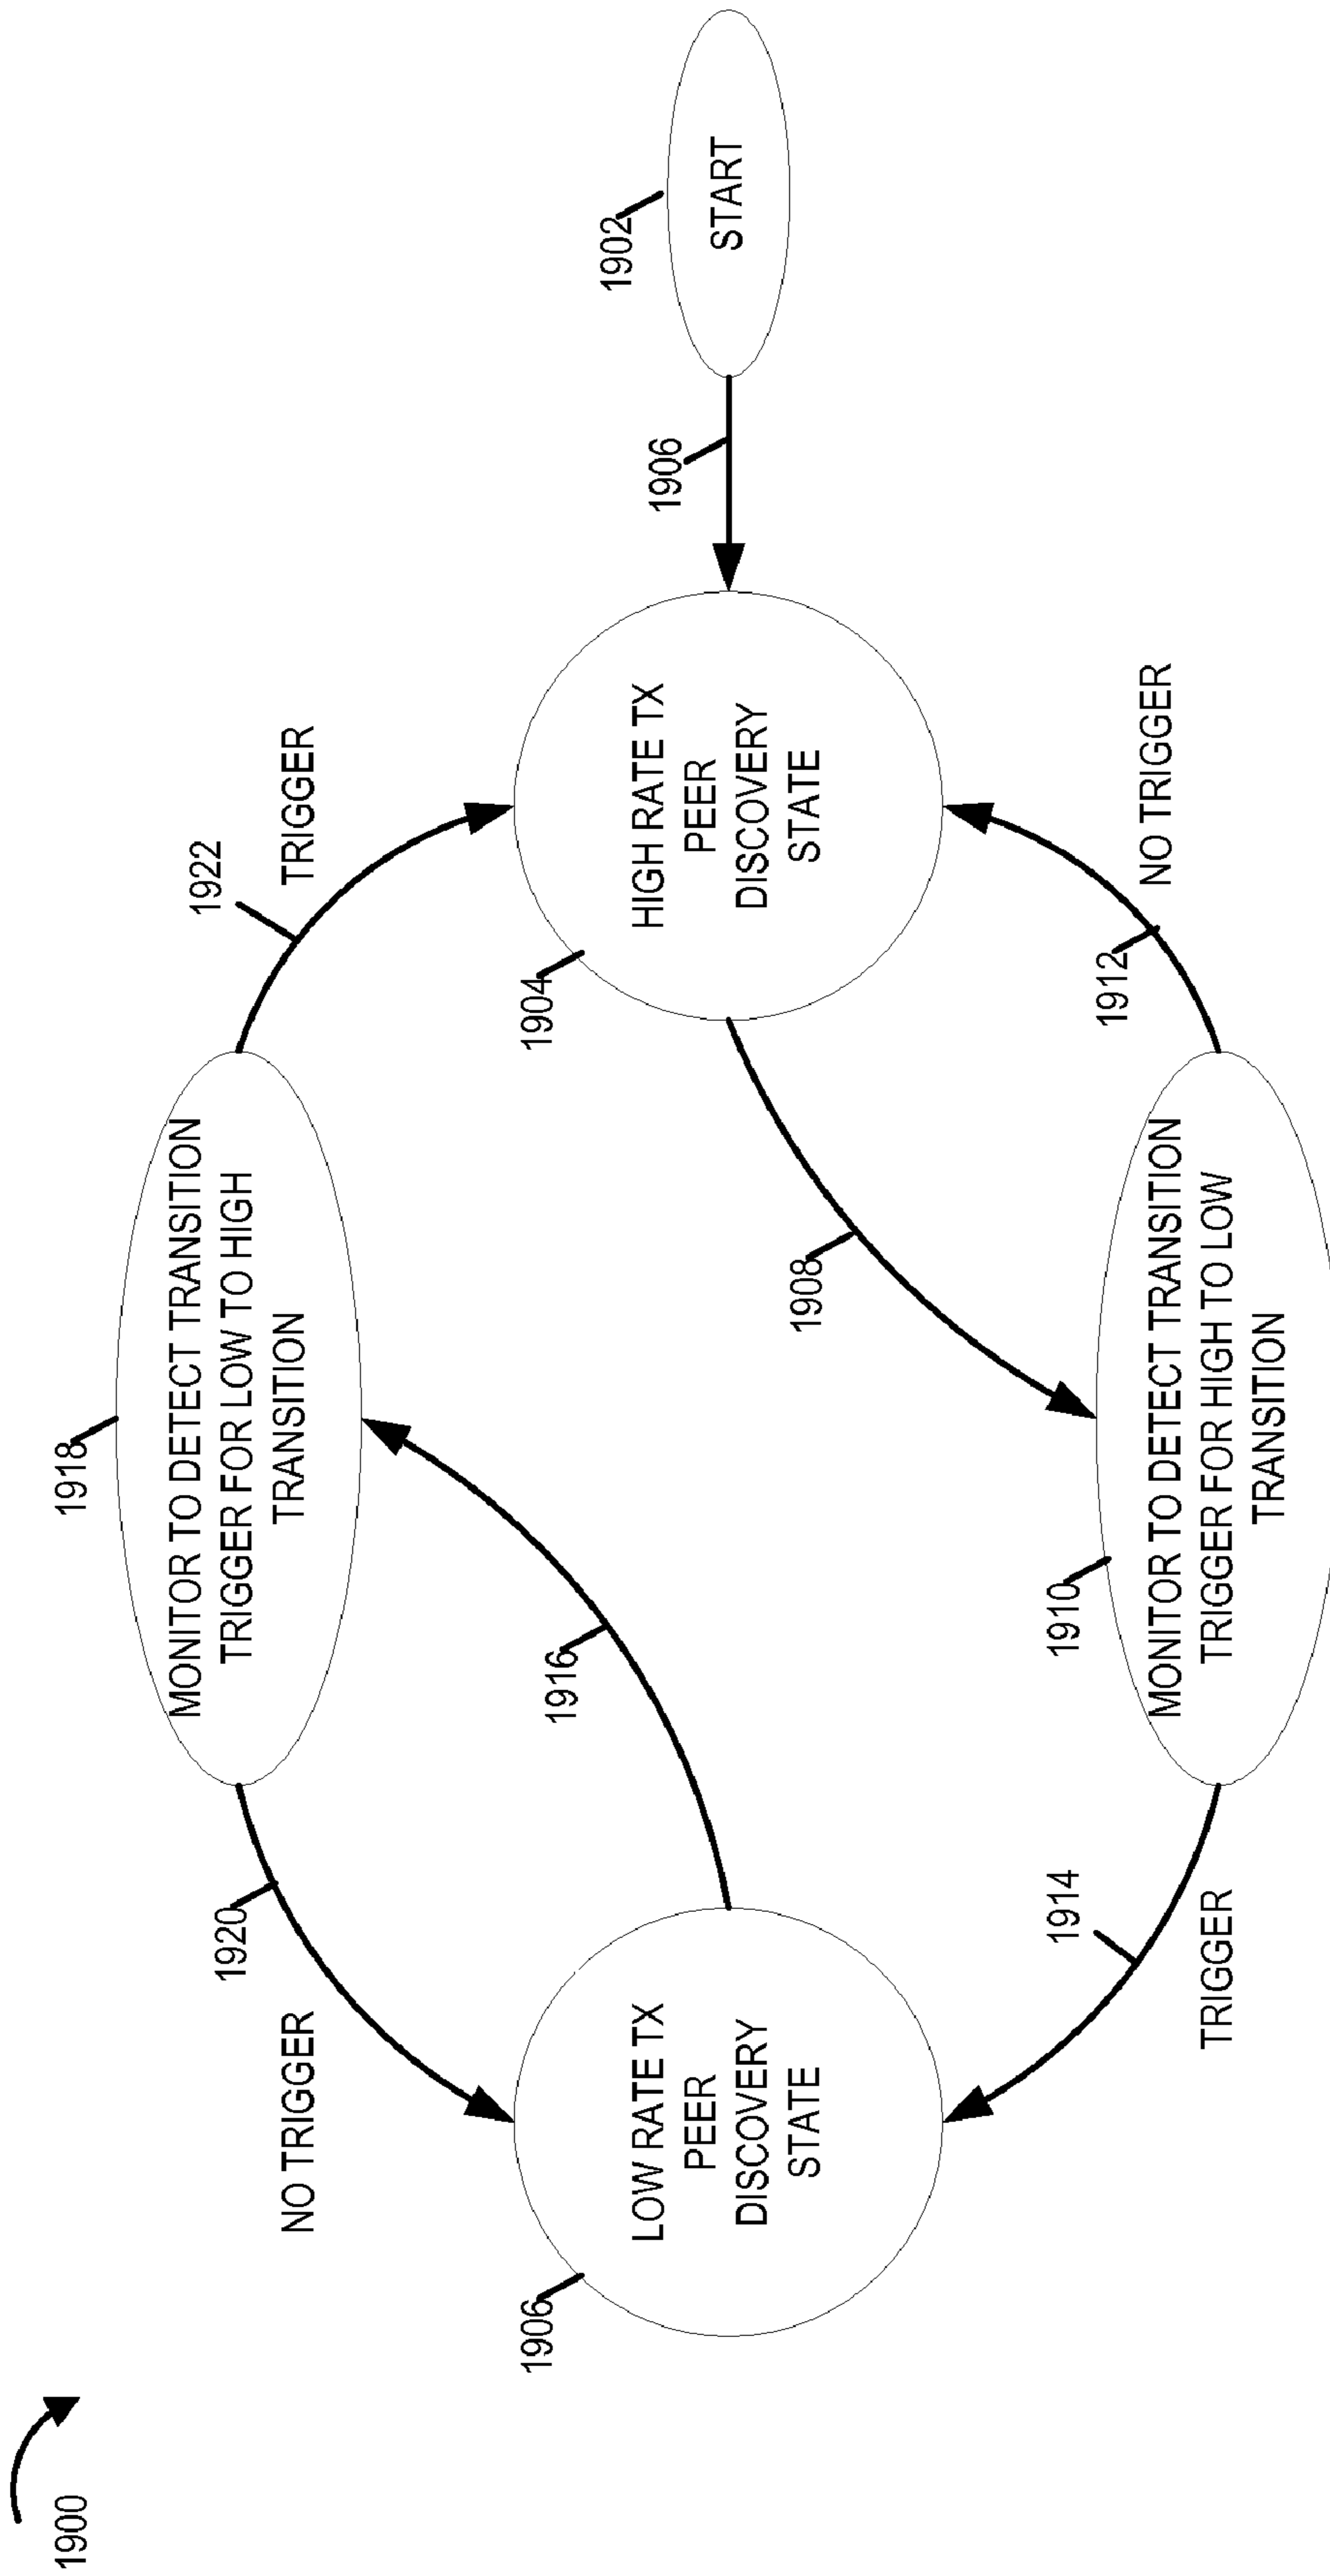 1900
1918
MONITOR TO DETECT TRANSITION
TRIGGER FOR LOW TO HIGH
TRANSITION
1920
NO TRIGGER
1922
TRIGGER
1906
LOW RATE TX
PEER
DISCOVERY
STATE
1916
1904
HIGH RATE TX
PEER
DISCOVERY
STATE
1906
1902
START
1908
1910
MONITOR TO DETECT TRANSITION
TRIGGER FOR HIGH TO LOW
TRANSITION
1914
TRIGGER
1912
NO TRIGGER